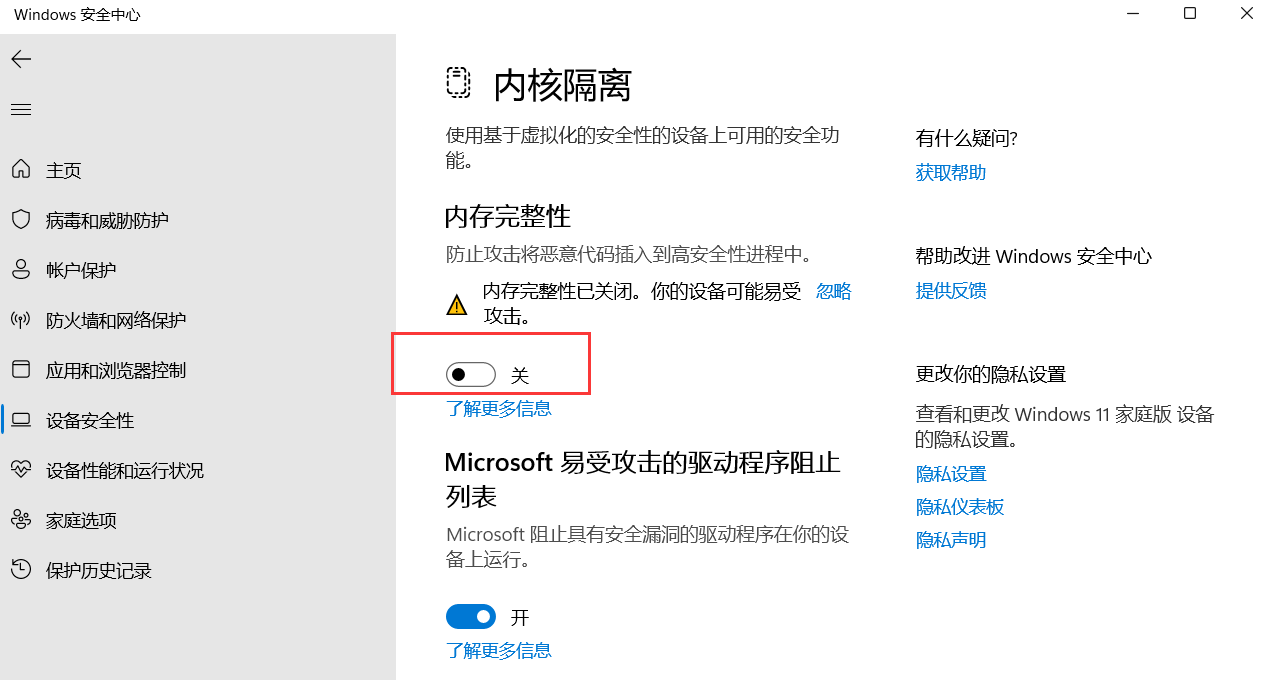 Windows 安全中心
主页
病毒和威胁防护
帐户保护
防火墙和网络保护
应用和浏览器控制
设备安全性
设备性能和运行状况
家庭选项
保护历史记录
内核隔离
使用基于虚拟化的安全性的设备上可用的安全功
能。
内存完整性
防止攻击将恶意代码插入到高安全性进程中。
内存完整性已关闭。你的设备可能易受 忽略
攻击。
关
了解更多信息
Microsoft 易受攻击的驱动程序阻止
列表
Microsoft 阻止具有安全漏洞的驱动程序在你的设
备上运行。
开
了解更多信息
有什么疑问?
获取帮助
帮助改进 Windows 安全中心
提供反馈
更改你的隐私设置
查看和更改 Windows 11 家庭版 设备
的隐私设置。
隐私设置
隐私仪表板
隐私声明